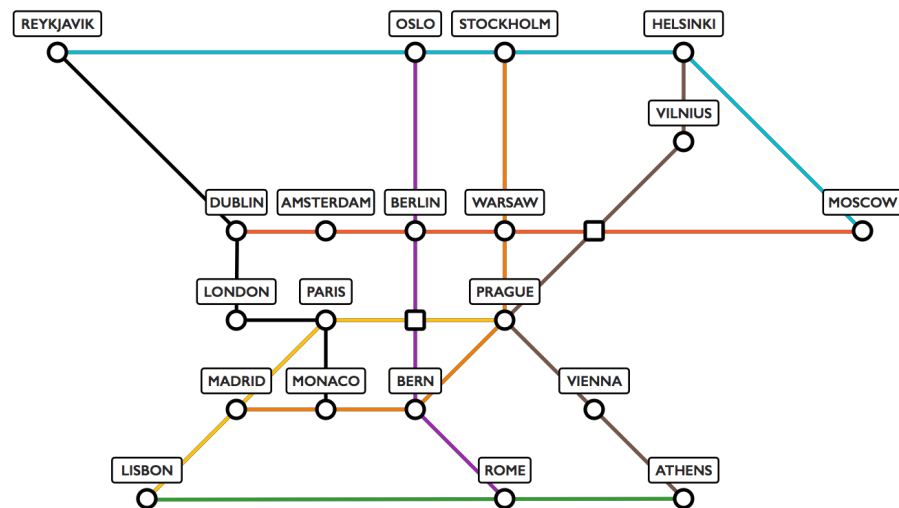 REYKJAVIK
OSLO
STOCKHOLM
HELSINKI
VILNIUS
DUBLIN
AMSTERDAM
BERLIN
WARSAW
MOSCOW
LONDON
PARIS
PRAGUE
MADRID
MONACO
BERN
VIENNA
LISBON
ROME
ATHENS